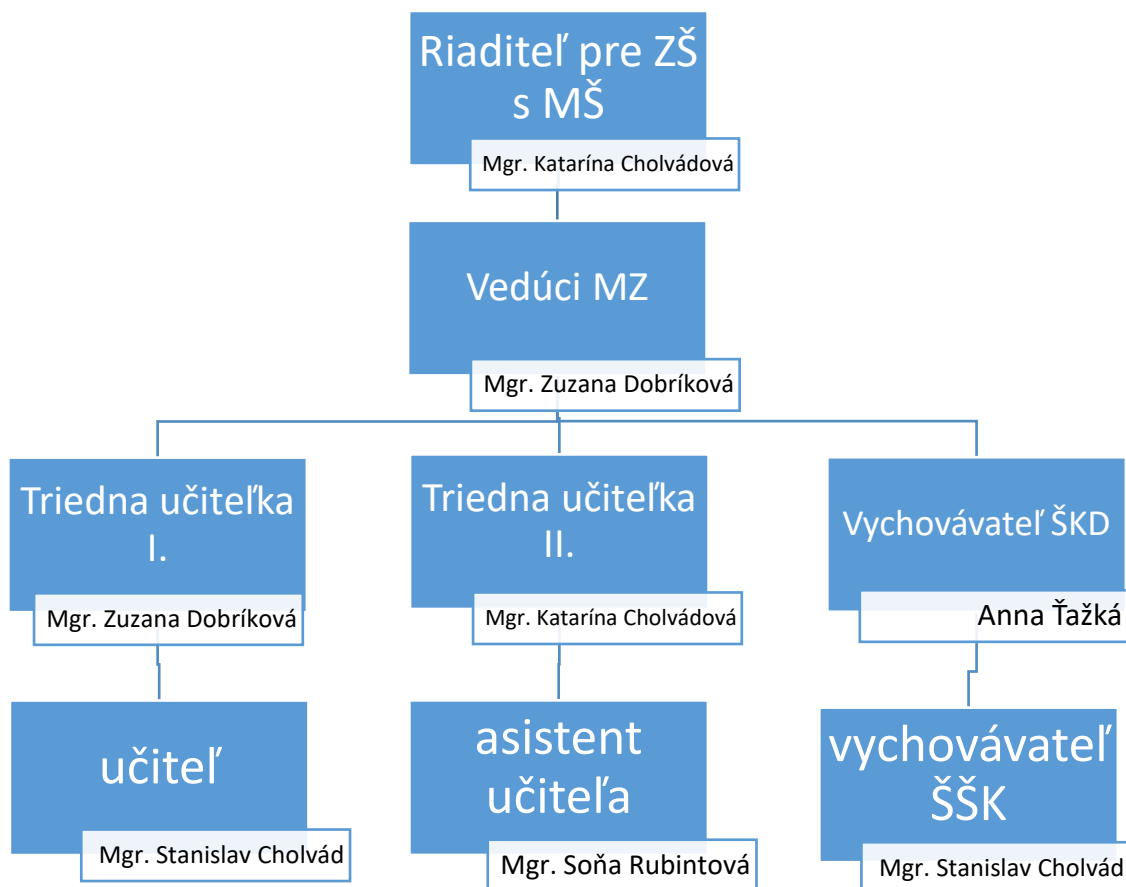 Riaditeľ pre ZŠ
s MŠ
Mgr. Katarína Cholvádová
Vedúci MZ
Mgr. Zuzana Dobríková
Triedna učiteľka
I.
Mgr. Zuzana Dobríková
Triedna učiteľka
II.
Mgr. Katarína Cholvádová
Vychovávateľ ŠKD
Anna Ťažká
učiteľ
Mgr. Stanislav Cholvád
asistent
učiteľa
Mgr. Soňa Rubintová
vychovávateľ
ŠŠK
Mgr. Stanislav Cholvád